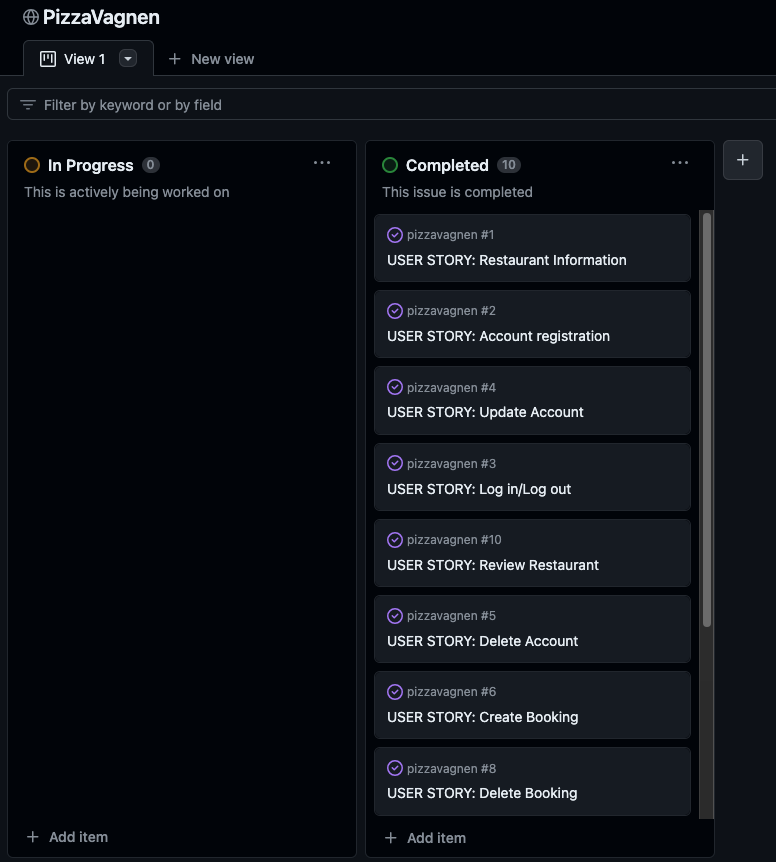 PizzaVagnen
View 1
New view
Filter by keyword or by field
In Progress 0
This is actively being worked on
Add item
Completed 10
This issue is completed
pizzavagnen #1
USER STORY: Restaurant Information
pizzavagnen #2
USER STORY: Account registration
pizzavagnen #4
USER STORY: Update Account
pizzavagnen #3
USER STORY: Log in/Log out
pizzavagnen #10
USER STORY: Review Restaurant
pizzavagnen #5
USER STORY: Delete Account
pizzavagnen #6
USER STORY: Create Booking
pizzavagnen #8
USER STORY: Delete Booking
Add item